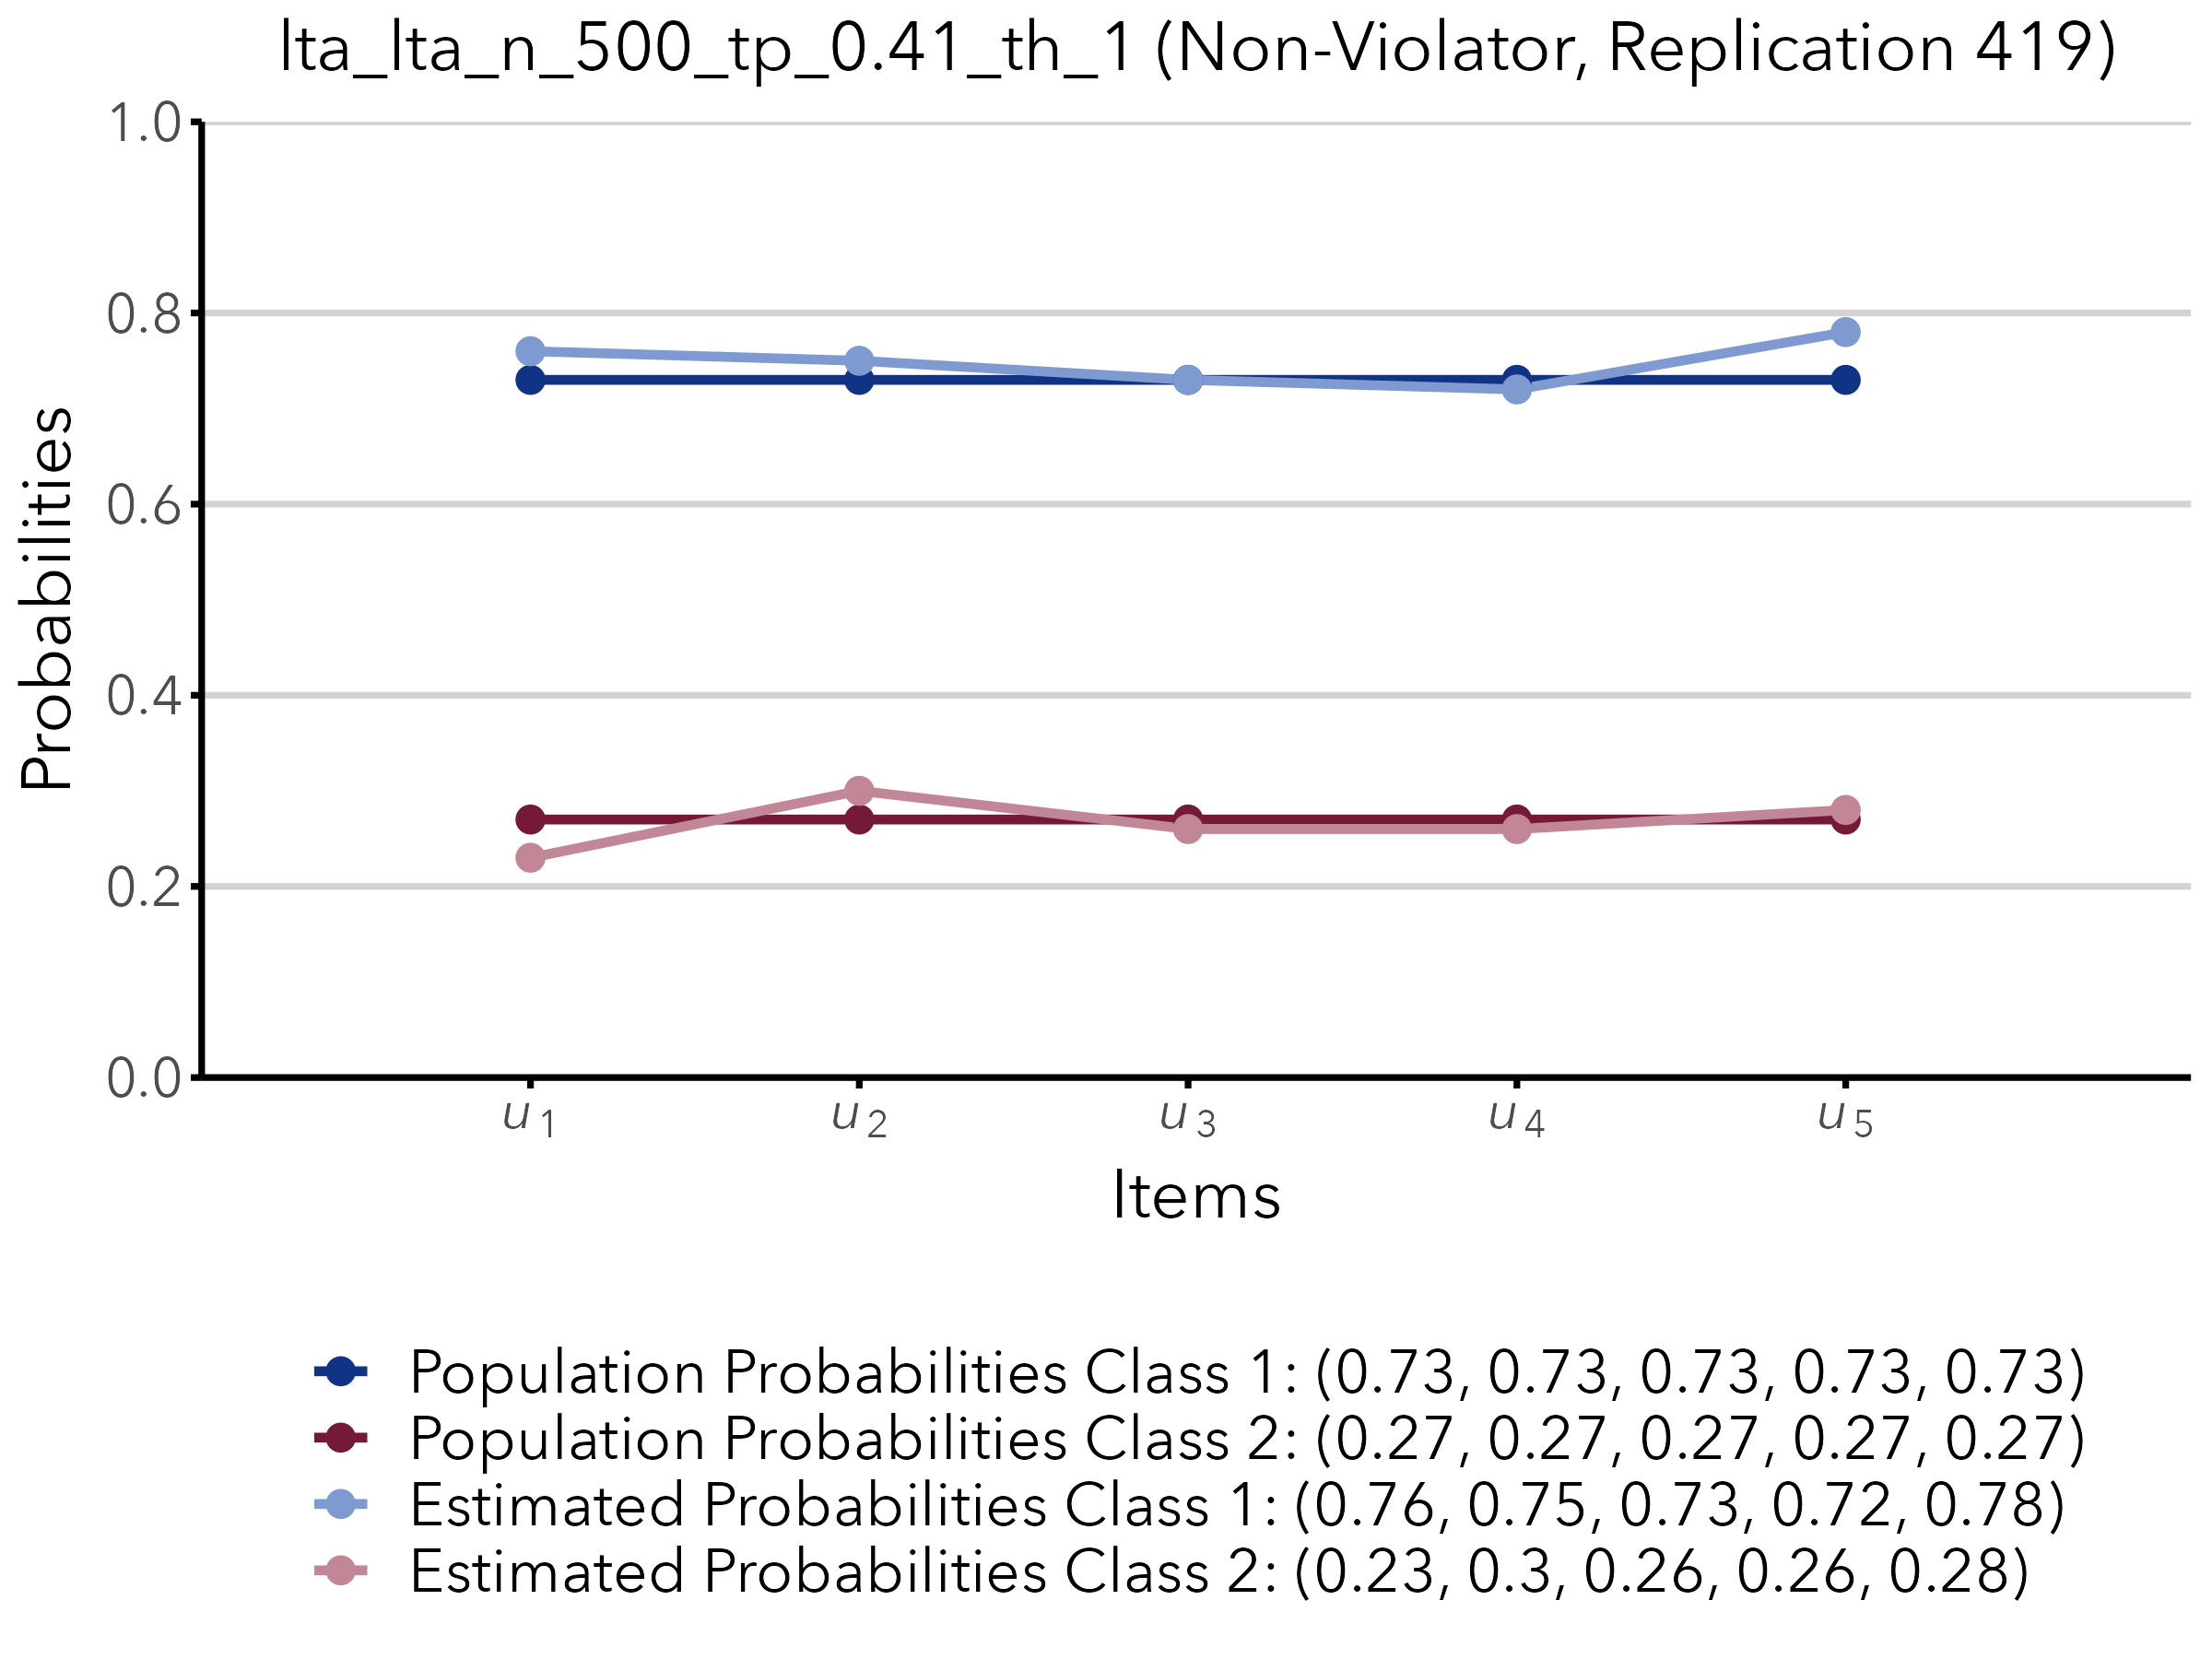 lta_lta_n_500_tp_0.41_th_1 (Non-Violator, Replication 419)
Probabilities
1.0
0.8
0.6
0.4
0.2
0.0
u1 u2 u3 u4 u5
Items
Population Probabilities Class 1: (0.73, 0.73, 0.73, 0.73, 0.73)
Population Probabilities Class 2: (0.27, 0.27, 0.27, 0.27, 0.27)
Estimated Probabilities Class 1: (0.76, 0.75, 0.73, 0.72, 0.78)
Estimated Probabilities Class 2: (0.23, 0.3, 0.26, 0.26, 0.28)